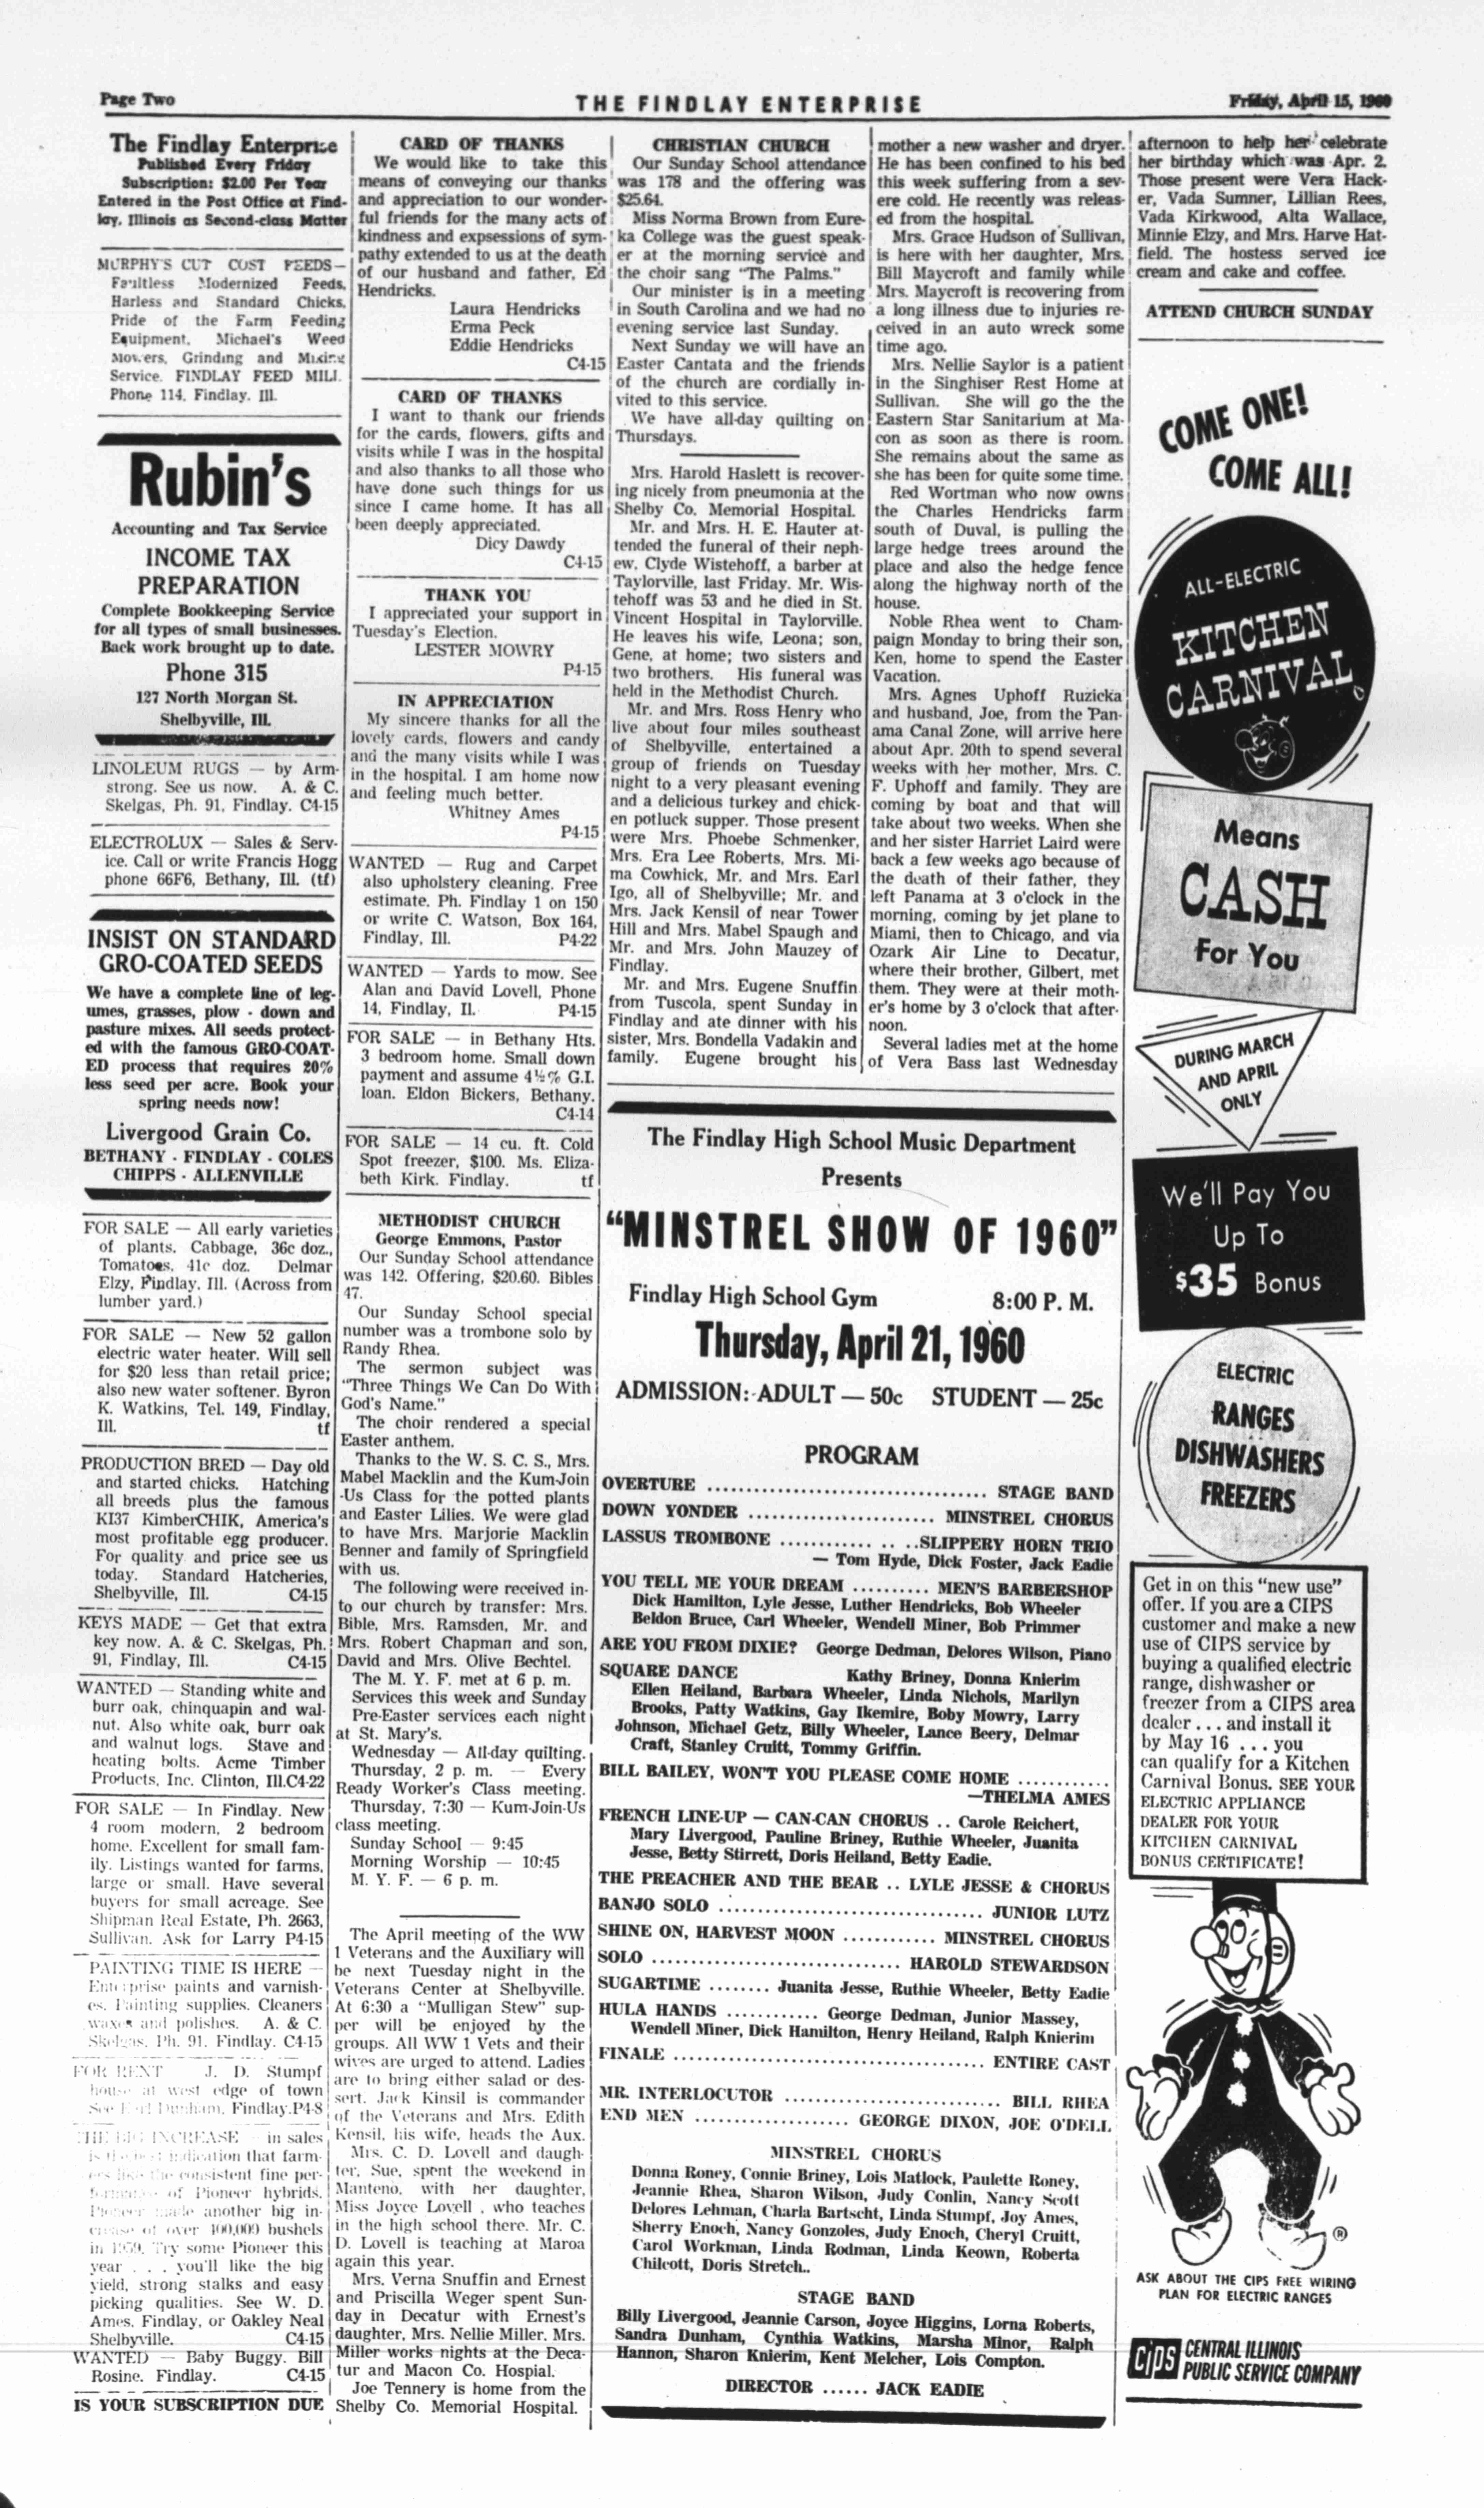 Page Two
THE FINDLAY ENTERPRISE
Friday, April 15, 1960
The Findlay Enterprise
Published Every Friday
Subscription: $2.00 Per Year
Entered in the Post Office at Find-
lay, Illinois as Second-class Matter
MURPHY'S CUT COST FEEDS—
Faultless Modernized Feeds,
Harless and Standard Chicks,
Pride of the Farm Feeding
Equipment, Michael's Weed
Movers, Grinding and Mixing
Service. FINDLAY FEED MILL
Phone 114, Findlay. Ill.
Rubin's
Accounting and Tax Service
INCOME TAX
PREPARATION
Complete Bookkeeping Service
for all types of small businesses.
Back work brought up to date.
Phone 315
127 North Morgan St.
Shelbyville, Ill.
LINOLEUM RUGS — by Arm-
strong. See us now. A. & C.
Skelgas, Ph. 91, Findlay. C4-15
ELECTROLUX — Sales & Serv-
ice. Call or write Francis Hogg
phone 66F6, Bethany, Ill. (tf)
INSIST ON STANDARD
GRO-COATED SEEDS
We have a complete line of leg-
umes, grasses, plow - down and
pasture mixes. All seeds protect-
ed with the famous GRO-COAT-
ED process that requires 20%
less seed per acre. Book your
spring needs now!
Livergood Grain Co.
BETHANY - FINDLAY - COLES
CHIPPS - ALLENVILLE
FOR SALE — All early varieties
of plants. Cabbage, 36c doz.,
Tomatoes, 41c doz. Delmar
Elzy, Findlay, Ill. (Across from
lumber yard.)
FOR SALE — New 52 gallon
electric water heater. Will sell
for $20 less than retail price;
also new water softener. Byron
K. Watkins, Tel. 149, Findlay,
Ill. tf
PRODUCTION BRED — Day old
and started chicks. Hatching
all breeds plus the famous
K137 KimberCHIK, America's
most profitable egg producer.
For quality and price see us
today. Standard Hatcheries,
Shelbyville, Ill. C4-15
KEYS MADE — Get that extra
key now. A. & C. Skelgas, Ph.
91, Findlay, Ill. C4-15
WANTED — Standing white and
burr oak, chinquapin and wal-
nut. Also white oak, burr oak
and walnut logs. Stave and
heating bolts. Acme Timber
Products, Inc. Clinton, Ill.C4-22
FOR SALE — In Findlay. New
4 room modern, 2 bedroom
home. Excellent for small fam-
ily. Listings wanted for farms,
large or small. Have several
buyers for small acreage. See
Shipman Real Estate, Ph. 2663,
Sullivan. Ask for Larry P4-15
PAINTING TIME IS HERE —
Enterprise paints and varnish-
es. Painting supplies. Cleaners
waxes and polishes. A. & C.
Skelgas, Ph. 91, Findlay. C4-15
FOR RENT J. D. Stumpf
house at west edge of town
See Earl Dunham, Findlay.P4-8
THE BIG INCREASE in sales
is the best indication that farm-
ers like the consistent fine per-
formance of Pioneer hybrids.
Pioneer made another big in-
crease of over 100,000 bushels
in 1959. Try some Pioneer this
year . . . you'll like the big
yield, strong stalks and easy
picking qualities. See W. D.
Ames, Findlay, or Oakley Neal
Shelbyville. C4-15
WANTED — Baby Buggy. Bill
Rosine. Findlay. C4-15
IS YOUR SUBSCRIPTION DUE
CARD OF THANKS
We would like to take this
means of conveying our thanks
and appreciation to our wonder-
ful friends for the many acts of
kindness and expsessions of sym-
pathy extended to us at the death
of our husband and father, Ed
Hendricks.
Laura Hendricks
Erma Peck
Eddie Hendricks
C4-15
CARD OF THANKS
I want to thank our friends
for the cards, flowers, gifts and
visits while I was in the hospital
and also thanks to all those who
have done such things for us
since I came home. It has all
been deeply appreciated.
Dicy Dawdy
C4-15
THANK YOU
I appreciated your support in
Tuesday's Election.
LESTER MOWRY
P4-15
IN APPRECIATION
My sincere thanks for all the
lovely cards, flowers and candy
and the many visits while I was
in the hospital. I am home now
and feeling much better.
Whitney Ames
P4-15
WANTED — Rug and Carpet
also upholstery cleaning. Free
estimate. Ph. Findlay 1 on 150
or write C. Watson, Box 164,
Findlay, Ill. P4-22
WANTED — Yards to mow. See
Alan and David Lovell, Phone
14, Findlay, Il. P4-15
FOR SALE — in Bethany Hts.
3 bedroom home. Small down
payment and assume 4½% G.I.
loan. Eldon Bickers, Bethany.
C4-14
FOR SALE — 14 cu. ft. Cold
Spot freezer, $100. Ms. Eliza-
beth Kirk. Findlay. tf
METHODIST CHURCH
George Emmons, Pastor
Our Sunday School attendance
was 142. Offering, $20.60. Bibles
47.
Our Sunday School special
number was a trombone solo by
Randy Rhea.
The sermon subject was
"Three Things We Can Do With
God's Name."
The choir rendered a special
Easter anthem.
Thanks to the W. S. C. S., Mrs.
Mabel Macklin and the Kum-Join
-Us Class for the potted plants
and Easter Lilies. We were glad
to have Mrs. Marjorie Macklin
Benner and family of Springfield
with us.
The following were received in-
to our church by transfer: Mrs.
Bible, Mrs. Ramsden, Mr. and
Mrs. Robert Chapman and son,
David and Mrs. Olive Bechtel.
The M. Y. F. met at 6 p. m.
Services this week and Sunday
Pre-Easter services each night
at St. Mary's.
Wednesday — All-day quilting.
Thursday, 2 p. m. — Every
Ready Worker's Class meeting.
Thursday, 7:30 — Kum-Join-Us
class meeting.
Sunday School — 9:45
Morning Worship — 10:45
M. Y. F. — 6 p. m.
The April meeting of the WW
1 Veterans and the Auxiliary will
be next Tuesday night in the
Veterans Center at Shelbyville.
At 6:30 a "Mulligan Stew" sup-
per will be enjoyed by the
groups. All WW 1 Vets and their
wives are urged to attend. Ladies
are to bring either salad or des-
sert. Jack Kinsil is commander
of the Veterans and Mrs. Edith
Kensil, his wife, heads the Aux.
Mrs. C. D. Lovell and daugh-
ter, Sue, spent the weekend in
Manteno, with her daughter,
Miss Joyce Lovell , who teaches
in the high school there. Mr. C.
D. Lovell is teaching at Maroa
again this year.
Mrs. Verna Snuffin and Ernest
and Priscilla Weger spent Sun-
day in Decatur with Ernest's
daughter, Mrs. Nellie Miller. Mrs.
Miller works nights at the Deca-
tur and Macon Co. Hospial.
Joe Tennery is home from the
Shelby Co. Memorial Hospital.
CHRISTIAN CHURCH
Our Sunday School attendance
was 178 and the offering was
$25.64.
Miss Norma Brown from Eure-
ka College was the guest speak-
er at the morning service and
the choir sang "The Palms."
Our minister is in a meeting
in South Carolina and we had no
evening service last Sunday.
Next Sunday we will have an
Easter Cantata and the friends
of the church are cordially in-
vited to this service.
We have all-day quilting on
Thursdays.
Mrs. Harold Haslett is recover-
ing nicely from pneumonia at the
Shelby Co. Memorial Hospital.
Mr. and Mrs. H. E. Hauter at-
tended the funeral of their neph-
ew, Clyde Wistehoff, a barber at
Taylorville, last Friday. Mr. Wis-
tehoff was 53 and he died in St.
Vincent Hospital in Taylorville.
He leaves his wife, Leona; son,
Gene, at home; two sisters and
two brothers. His funeral was
held in the Methodist Church.
Mr. and Mrs. Ross Henry who
live about four miles southeast
of Shelbyville, entertained a
group of friends on Tuesday
night to a very pleasant evening
and a delicious turkey and chick-
en potluck supper. Those present
were Mrs. Phoebe Schmenker,
Mrs. Era Lee Roberts, Mrs. Mi-
ma Cowhick, Mr. and Mrs. Earl
Igo, all of Shelbyville; Mr. and
Mrs. Jack Kensil of near Tower
Hill and Mrs. Mabel Spaugh and
Mr. and Mrs. John Mauzey of
Findlay.
Mr. and Mrs. Eugene Snuffin
from Tuscola, spent Sunday in
Findlay and ate dinner with his
sister, Mrs. Bondella Vadakin and
family. Eugene brought his
mother a new washer and dryer.
He has been confined to his bed
this week suffering from a sev-
ere cold. He recently was releas-
ed from the hospital.
Mrs. Grace Hudson of Sullivan,
is here with her daughter, Mrs.
Bill Maycroft and family while
Mrs. Maycroft is recovering from
a long illness due to injuries re-
ceived in an auto wreck some
time ago.
Mrs. Nellie Saylor is a patient
in the Singhiser Rest Home at
Sullivan. She will go the the
Eastern Star Sanitarium at Ma-
con as soon as there is room.
She remains about the same as
she has been for quite some time.
Red Wortman who now owns
the Charles Hendricks farm
south of Duval, is pulling the
large hedge trees around the
place and also the hedge fence
along the highway north of the
house.
Noble Rhea went to Cham-
paign Monday to bring their son,
Ken, home to spend the Easter
Vacation.
Mrs. Agnes Uphoff Ruzicka
and husband, Joe, from the Pan-
ama Canal Zone, will arrive here
about Apr. 20th to spend several
weeks with her mother, Mrs. C.
F. Uphoff and family. They are
coming by boat and that will
take about two weeks. When she
and her sister Harriet Laird were
back a few weeks ago because of
the death of their father, they
left Panama at 3 o'clock in the
morning, coming by jet plane to
Miami, then to Chicago, and via
Ozark Air Line to Decatur,
where their brother, Gilbert, met
them. They were at their moth-
er's home by 3 o'clock that after-
noon.
Several ladies met at the home
of Vera Bass last Wednesday
afternoon to help her celebrate
her birthday which was Apr. 2.
Those present were Vera Hack-
er, Vada Sumner, Lillian Rees,
Vada Kirkwood, Alta Wallace,
Minnie Elzy, and Mrs. Harve Hat-
field. The hostess served ice
cream and cake and coffee.
ATTEND CHURCH SUNDAY
The Findlay High School Music Department
Presents
"MINSTREL SHOW OF 1960"
Findlay High School Gym 8:00 P. M.
Thursday, April 21, 1960
ADMISSION: ADULT — 50c STUDENT — 25c
PROGRAM
OVERTURE ........ STAGE BAND
DOWN YONDER ........ MINSTREL CHORUS
LASSUS TROMBONE ........ SLIPPERY HORN TRIO
— Tom Hyde, Dick Foster, Jack Eadie
YOU TELL ME YOUR DREAM .......... MEN'S BARBERSHOP
Dick Hamilton, Lyle Jesse, Luther Hendricks, Bob Wheeler
Beldon Bruce, Carl Wheeler, Wendell Miner, Bob Primmer
ARE YOU FROM DIXIE? George Dedman, Delores Wilson, Piano
SQUARE DANCE Kathy Briney, Donna Knierim
Ellen Heiland, Barbara Wheeler, Linda Nichols, Marilyn
Brooks, Patty Watkins, Gay Ikemire, Boby Mowry, Larry
Johnson, Michael Getz, Billy Wheeler, Lance Beery, Delmar
Craft, Stanley Cruitt, Tommy Griffin.
BILL BAILEY, WON'T YOU PLEASE COME HOME ............
—THELMA AMES
FRENCH LINE-UP — CAN-CAN CHORUS .. Carole Reichert,
Mary Livergood, Pauline Briney, Ruthie Wheeler, Juanita
Jesse, Betty Stirrett, Doris Heiland, Betty Eadie.
THE PREACHER AND THE BEAR .. LYLE JESSE & CHORUS
BANJO SOLO ........ JUNIOR LUTZ
SHINE ON, HARVEST MOON ............ MINSTREL CHORUS
SOLO ........ HAROLD STEWARDSON
SUGARTIME ........ Juanita Jesse, Ruthie Wheeler, Betty Eadie
HULA HANDS ............ George Dedman, Junior Massey,
Wendell Miner, Dick Hamilton, Henry Heiland, Ralph Knierim
FINALE ........ ENTIRE CAST
MR. INTERLOCUTOR ........ BILL RHEA
END MEN ........ GEORGE DIXON, JOE O'DELL
MINSTREL CHORUS
Donna Roney, Connie Briney, Lois Matlock, Paulette Roney,
Jeannie Rhea, Sharon Wilson, Judy Conlin, Nancy Scott
Delores Lehman, Charla Bartscht, Linda Stumpf, Joy Ames,
Sherry Enoch, Nancy Gonzoles, Judy Enoch, Cheryl Cruitt,
Carol Workman, Linda Rodman, Linda Keown, Roberta
Chilcott, Doris Stretch..
STAGE BAND
Billy Livergood, Jeannie Carson, Joyce Higgins, Lorna Roberts,
Sandra Dunham, Cynthia Watkins, Marsha Minor, Ralph
Hannon, Sharon Knierim, Kent Melcher, Lois Compton.
DIRECTOR ...... JACK EADIE
COME ONE!
COME ALL!
ALL-ELECTRIC
KITCHEN
CARNIVAL
Means
CASH
For You
DURING MARCH
AND APRIL
ONLY
We'll Pay You
Up To
$35 Bonus
ELECTRIC
RANGES
DISHWASHERS
FREEZERS
Get in on this "new use"
offer. If you are a CIPS
customer and make a new
use of CIPS service by
buying a qualified electric
range, dishwasher or
freezer from a CIPS area
dealer ... and install it
by May 16 ... you
can qualify for a Kitchen
Carnival Bonus. SEE YOUR
ELECTRIC APPLIANCE
DEALER FOR YOUR
KITCHEN CARNIVAL
BONUS CERTIFICATE!
®
ASK ABOUT THE CIPS FREE WIRING
PLAN FOR ELECTRIC RANGES
CIPS CENTRAL ILLINOIS
PUBLIC SERVICE COMPANY